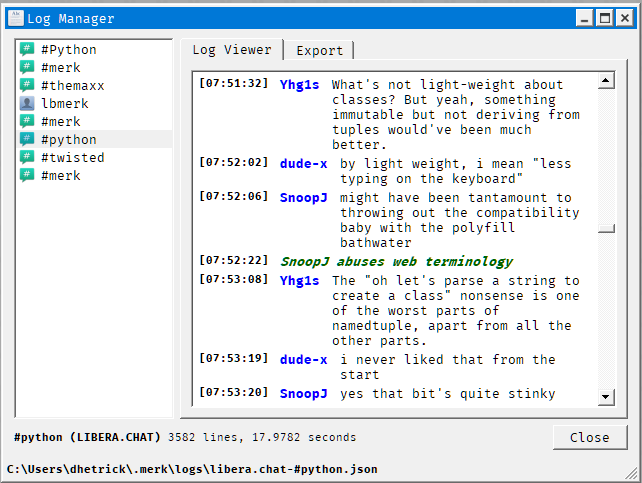 Log Manager
#Python
#merk
#themaxx
lbmerk
#merk
#python
#twisted
#merk
Log Viewer
Export
[07:51:32] Yhg1s What's not light-weight about
classes? But yeah, something
immutable but not deriving from
tuples would've been much
better.
[07:52:02] dude-x by light weight, i mean "less
typing on the keyboard"
[07:52:06] SnoopJ might have been tantamount to
throwing out the compatibility
baby with the polyfill
bathwater
[07:52:22] SnoopJ abuses web terminology
[07:53:08] Yhg1s The "oh let's parse a string to
create a class" nonsense is one
of the worst parts of
namedtuple, apart from all the
other parts.
[07:53:19] dude-x i never liked that from the
start
[07:53:20] SnoopJ yes that bit's quite stinky
#python (LIBERA.CHAT) 3582 lines, 17.9782 seconds
Close
C:\Users\dhetrick\.merk\logs\libera.chat-#python.json